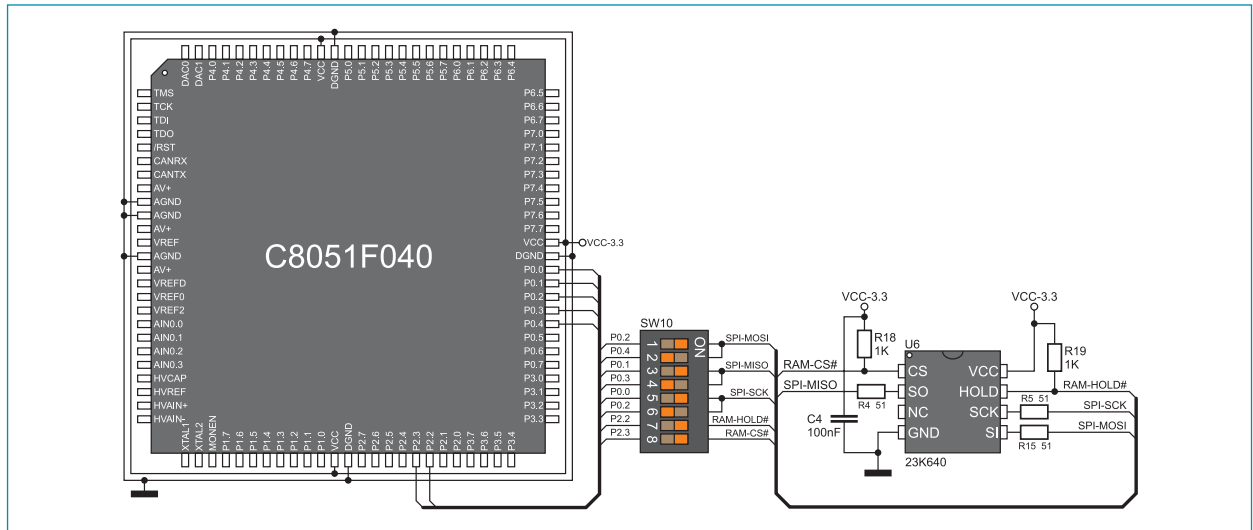 DAC0
DAC1
P4.0
P4.1
P4.2
P4.3
P4.4
P4.5
P4.6
P4.7
VCC
DGND
P5.0
P5.1
P5.2
P5.3
P5.4
P5.5
P5.6
P5.7
P6.0
P6.1
P6.2
P6.3
P6.4
TMS
TCK
TDI
TDO
/RST
CANRX
CANTX
AV+
AGND
AGND
AV+
VREF
AGND
AV+
VREFD
VREF0
VREF2
AIN0.0
AIN0.1
AIN0.2
AIN0.3
HVCAP
HVREF
HVAIN+
HVAIN-
C8051F040
P6.5
P6.6
P6.7
P7.0
P7.1
P7.2
P7.3
P7.4
P7.5
P7.6
P7.7
VCC
DGND
P0.0
P0.1
P0.2
P0.3
P0.4
P0.5
P0.6
P0.7
P3.0
P3.1
P3.2
P3.3
VCC-3.3
XTAL1
XTAL2
MONEN
P1.7
P1.6
P1.5
P1.4
P1.3
P1.2
P1.1
P1.0
VCC
DGND
P2.7
P2.6
P2.5
P2.4
P2.3
P2.2
P2.1
P2.0
P3.7
P3.6
P3.5
P3.4
SW10
ON
P0.2 1 SPI-MOSI
P0.4 2
P0.1 3 SPI-MISO
P0.3 4
P0.0 5 SPI-SCK
P0.2 6
P2.2 7 RAM-HOLD#
P2.3 8 RAM-CS#
VCC-3.3
VCC-3.3
R18
1K
U6
R19
1K
RAM-CS#
CS
VCC
SPI-MISO
R4 51
SO
HOLD
RAM-HOLD#
C4
100nF
NC
SCK
R5 51
SPI-SCK
GND
SI
R15 51
SPI-MOSI
23K640